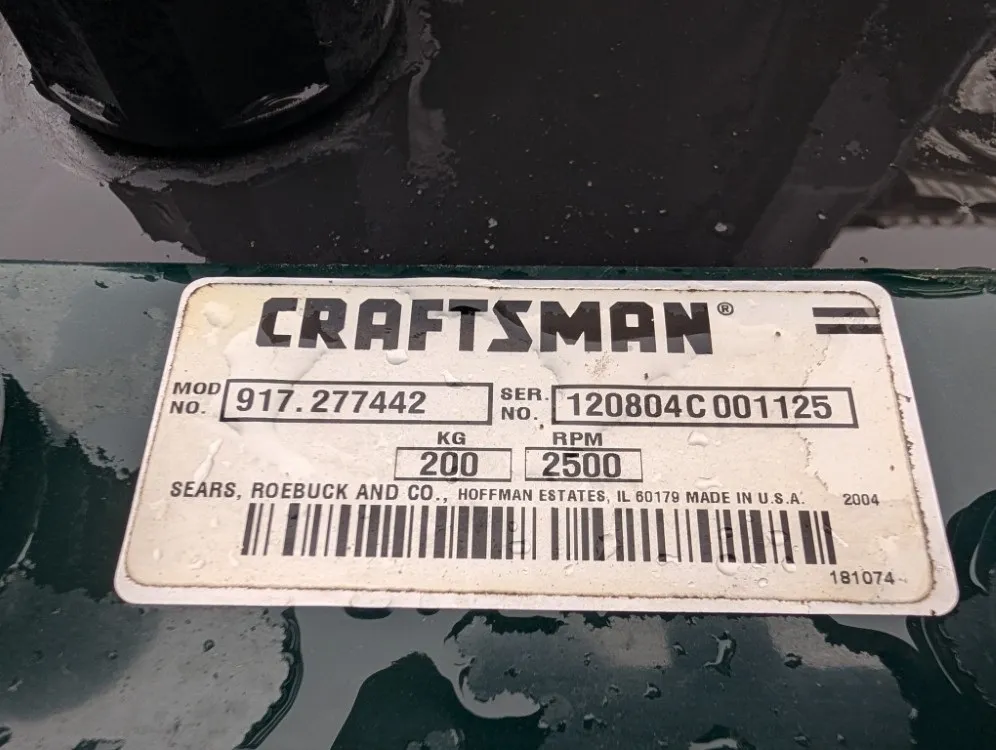 CRAFTSMAN®
MOD NO. 917.277442 SER. NO. 120804C 001125
KG RPM
200 2500
SEARS, ROEBUCK AND CO., HOFFMAN ESTATES, IL 60179 MADE IN U.S.A. 2004
181074